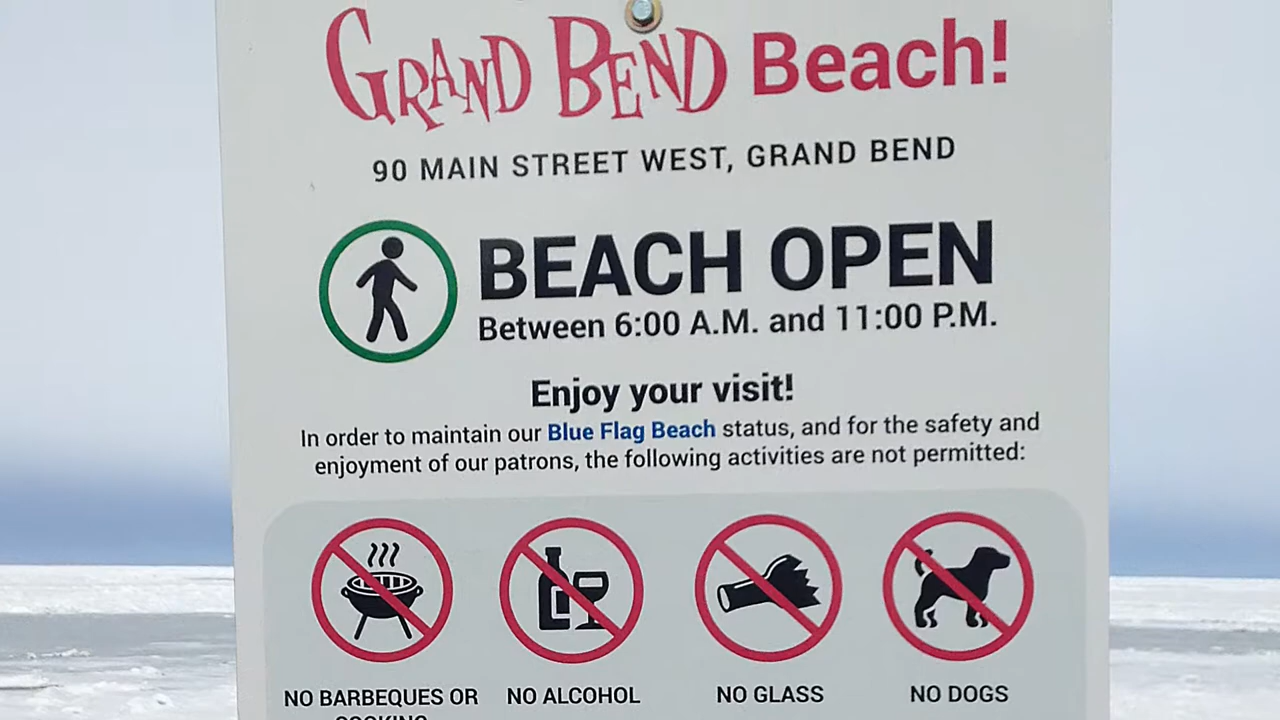 GRAND BEND Beach!
90 MAIN STREET WEST, GRAND BEND
BEACH OPEN
Between 6:00 A.M. and 11:00 P.M.
Enjoy your visit!
In order to maintain our Blue Flag Beach status, and for the safety and
enjoyment of our patrons, the following activities are not permitted:
NO BARBEQUES OR
COOKING
NO ALCOHOL
NO GLASS
NO DOGS